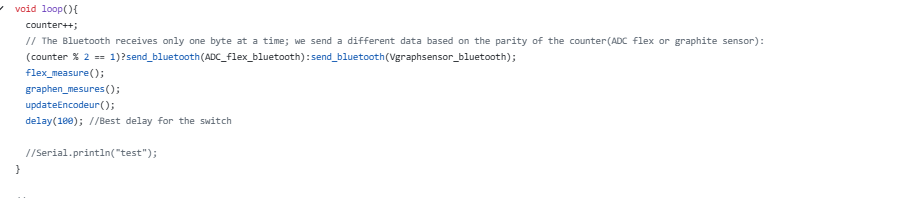 void loop(){
counter++;
// The Bluetooth receives only one byte at a time; we send a different data based on the parity of the counter(ADC flex or graphite sensor):
(counter % 2 == 1)?send_bluetooth(ADC_flex_bluetooth):send_bluetooth(Vgraphsensor_bluetooth);
flex_measure();
graphen_mesures();
updateEncodeur();
delay(100); //Best delay for the switch
//Serial.println("test");
}